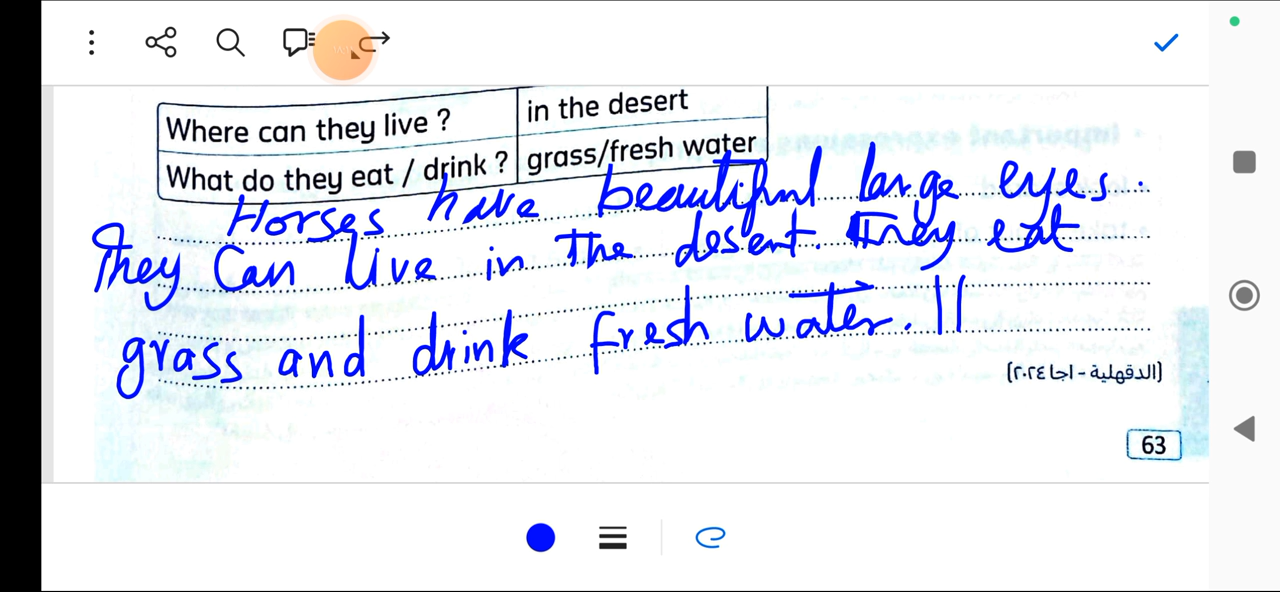 Where can they live ? in the desert
What do they eat / drink ? grass/fresh water
Horses have beautiful large eyes.
They Can live in the desert. They eat
grass and drink fresh water. ||
(الدقهلية - اجا ٢٠٢٤)
63